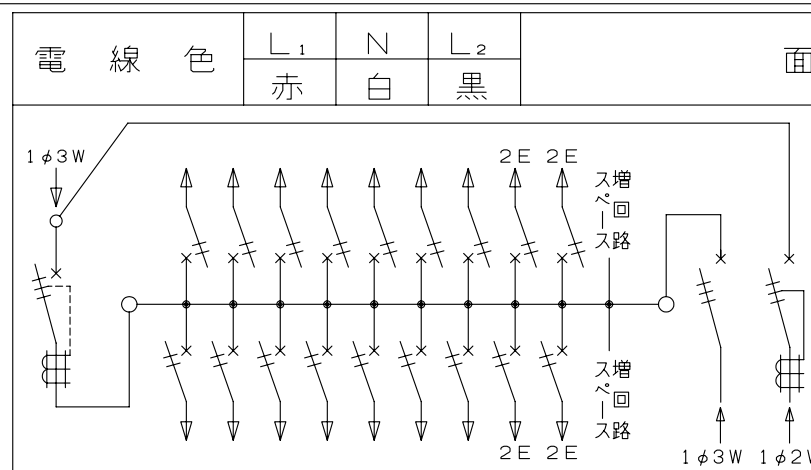 電線色 L₁ N L₂ 面
赤 白 黒
1φ3W
2E 2E
増回路
スペース
増回路
スペース
2E 2E
1φ3W 1φ2W